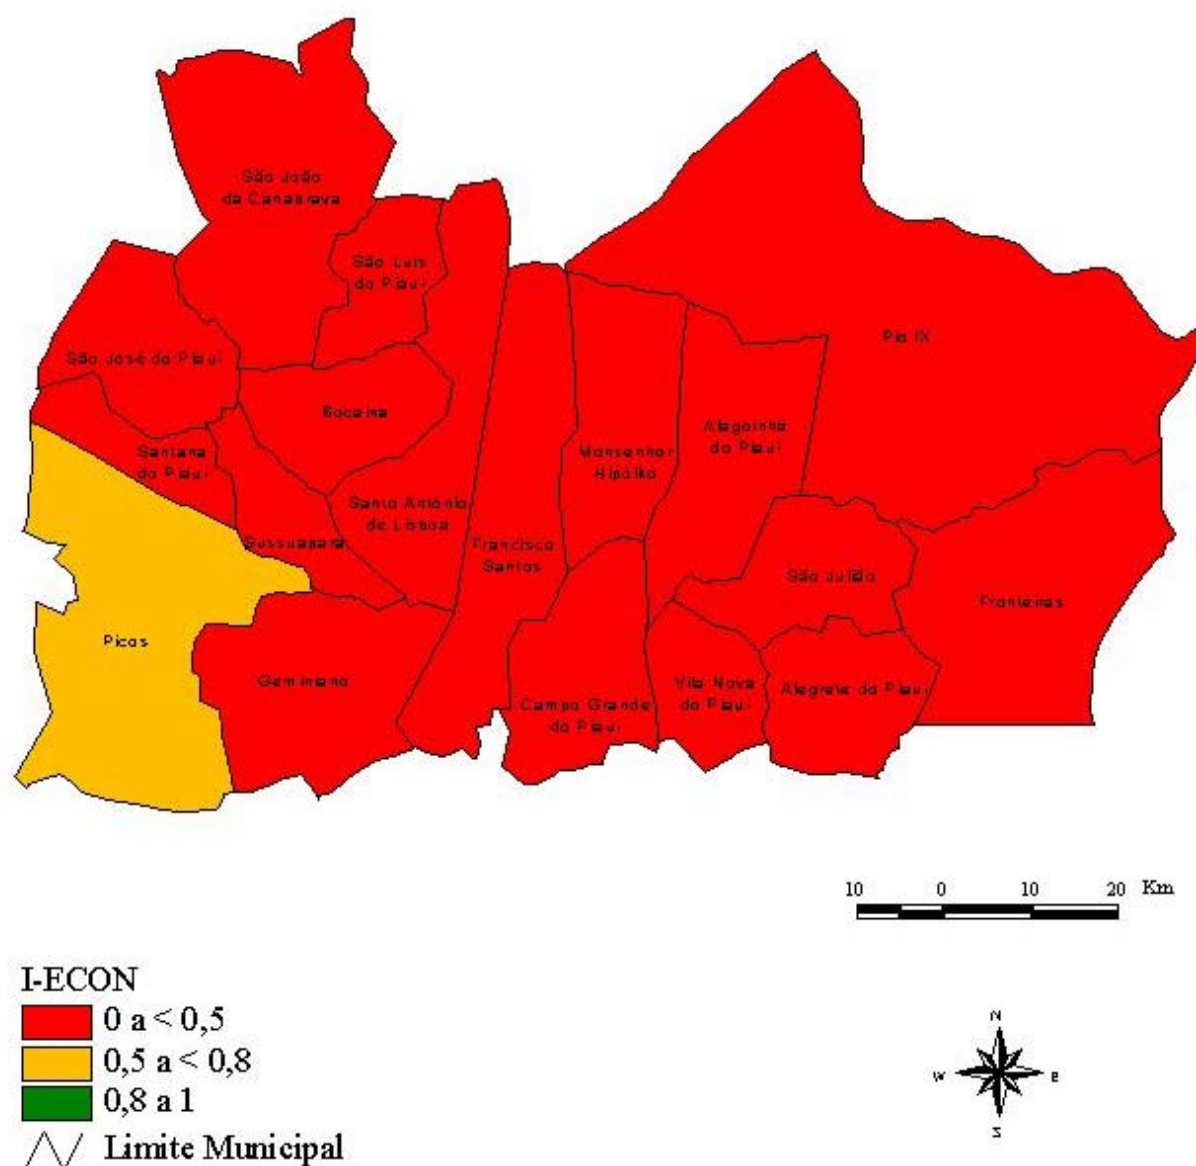 São João
da Canabrava
São Luis
do Piauí
Pio IX
São José do Piauí
Bocaina
Alagoinha
do Piauí
Monsenhor
Hipólito
Santana
do Piauí
Santo Antônio
de Lisboa
Sussuapara
Francisco
Santos
São Julião
Fronteiras
Picos
Geminiano
Vila Nova
do Piauí
Alegrete do Piauí
Campo Grande
do Piauí
10 0 10 20 Km
I-ECON
0 a < 0,5
0,5 a < 0,8
0,8 a 1
Limite Municipal
N
W E
S